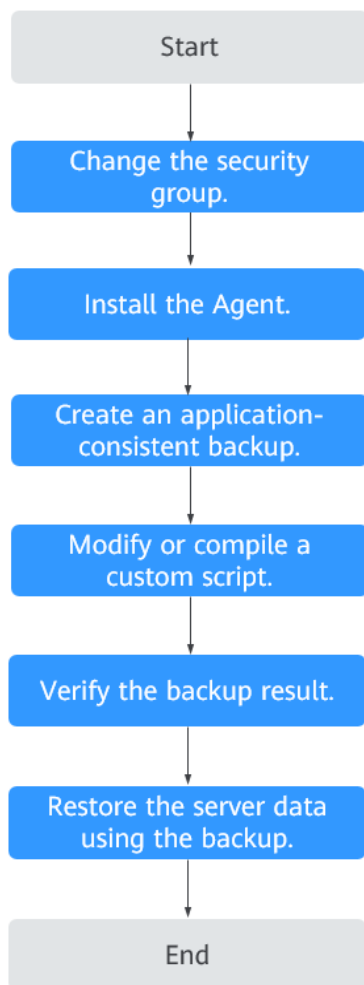 Start
Change the security
group.
Install the Agent.
Create an application-
consistent backup.
Modify or compile a
custom script.
Verify the backup result.
Restore the server data
using the backup.
End